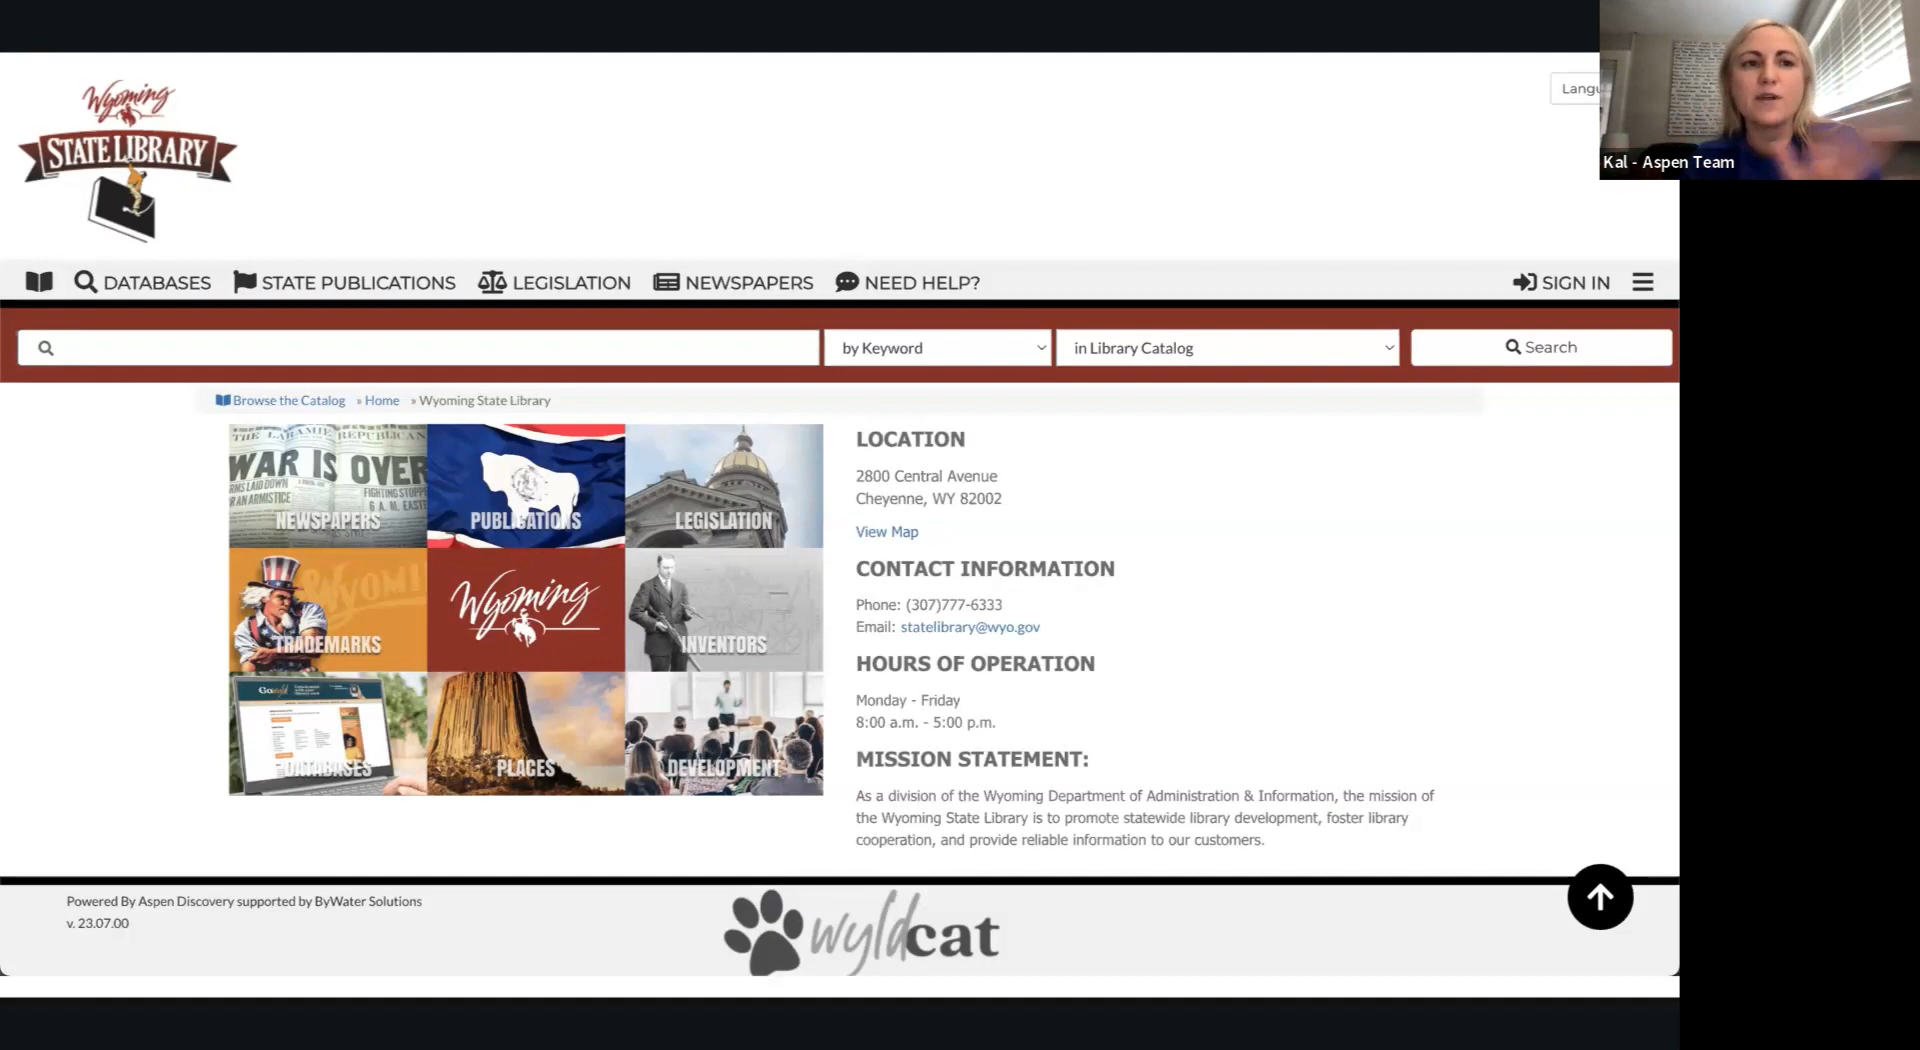 Wyoming
STATE LIBRARY
Langu
Kal - Aspen Team
DATABASES STATE PUBLICATIONS LEGISLATION NEWSPAPERS NEED HELP? SIGN IN
by Keyword in Library Catalog Search
Browse the Catalog » Home » Wyoming State Library
THE LARAMIE REPUBLICAN
WAR IS OVER
ARMISTICE
FIGHTING
6 A. M.
NEWSPAPERS
PUBLICATIONS
LEGISLATION
TRADEMARKS
Wyoming
INVENTORS
DATABASES
PLACES
DEVELOPMENT
LOCATION
2800 Central Avenue
Cheyenne, WY 82002
View Map
CONTACT INFORMATION
Phone: (307)777-6333
Email: statelibrary@wyo.gov
HOURS OF OPERATION
Monday - Friday
8:00 a.m. - 5:00 p.m.
MISSION STATEMENT:
As a division of the Wyoming Department of Administration & Information, the mission of
the Wyoming State Library is to promote statewide library development, foster library
cooperation, and provide reliable information to our customers.
Powered By Aspen Discovery supported by ByWater Solutions
v. 23.07.00
wyldcat